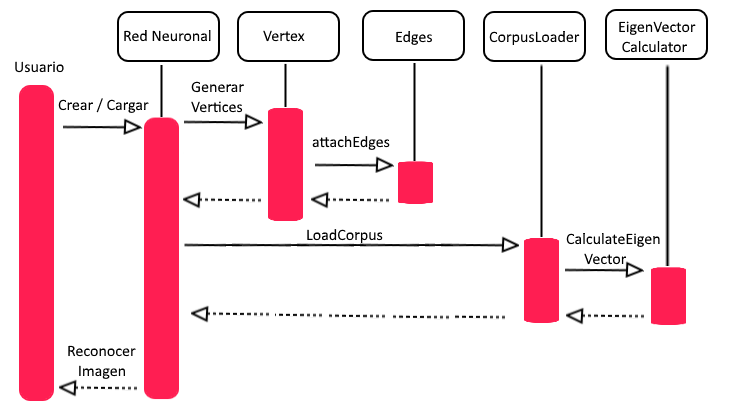 Red Neuronal
Vertex
Edges
CorpusLoader
EigenVector
Calculator
Usuario
Crear / Cargar
Generar
Vertices
attachEdges
LoadCorpus
CalculateEigen
Vector
Reconocer
Imagen